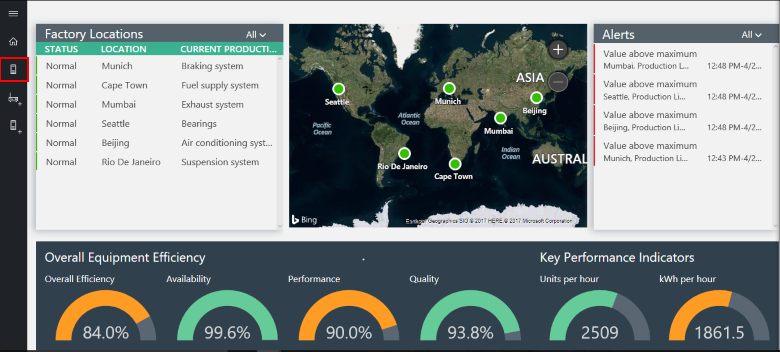 Factory Locations All
STATUS LOCATION CURRENT PRODUCTI...
Normal Munich Braking system
Normal Cape Town Fuel supply system
Normal Mumbai Exhaust system
Normal Seattle Bearings
Normal Beijing Air conditioning syst...
Normal Rio De Janeiro Suspension system
ASIA
Seattle
Munich
Beijing
Atlantic
Ocean
Pacific
Ocean
Mumbai
Indian
Ocean
AUSTRAL
Rio De Janeiro
Cape Town
Bing
Geographics SIO,© 2017 HERE,© 2017 Microsoft Corporation
Alerts All
Value above maximum
Mumbai, Production L... 12:48 PM-4/2...
Value above maximum
Seattle, Production Li... 12:48 PM-4/2...
Value above maximum
Beijing, Production Li... 12:48 PM-4/2...
Value above maximum
Munich, Production Li... 12:43 PM-4/2...
Overall Equipment Efficiency
Overall Efficiency Availability Performance Quality
84.0% 99.6% 90.0% 93.8%
Key Performance Indicators
Units per hour kWh per hour
2509 1861.5